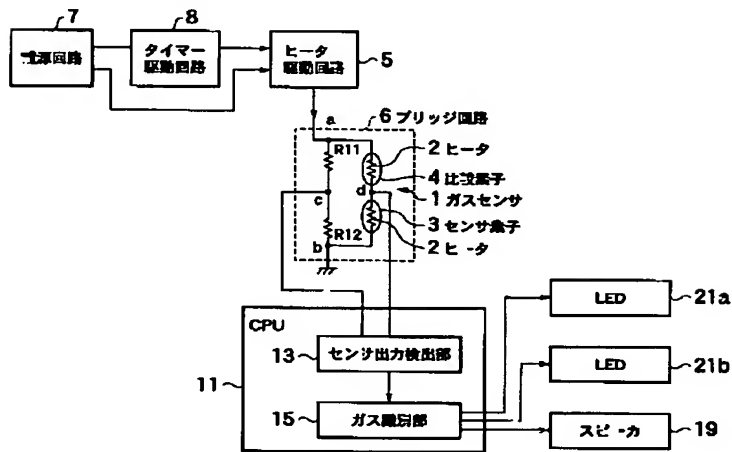 7
8
回路
タイマー
駆動回路
ヒータ
駆動回路
5
a
6 ブリッジ回路
R11
2 ヒータ
4 比較素子
d
c
1 ガスセンサ
R12
3 センサ素子
b
2 ヒータ
CPU
LED
21a
13
センサ出力検出部
LED
21b
11
15
ガス識別部
スピーカ
19